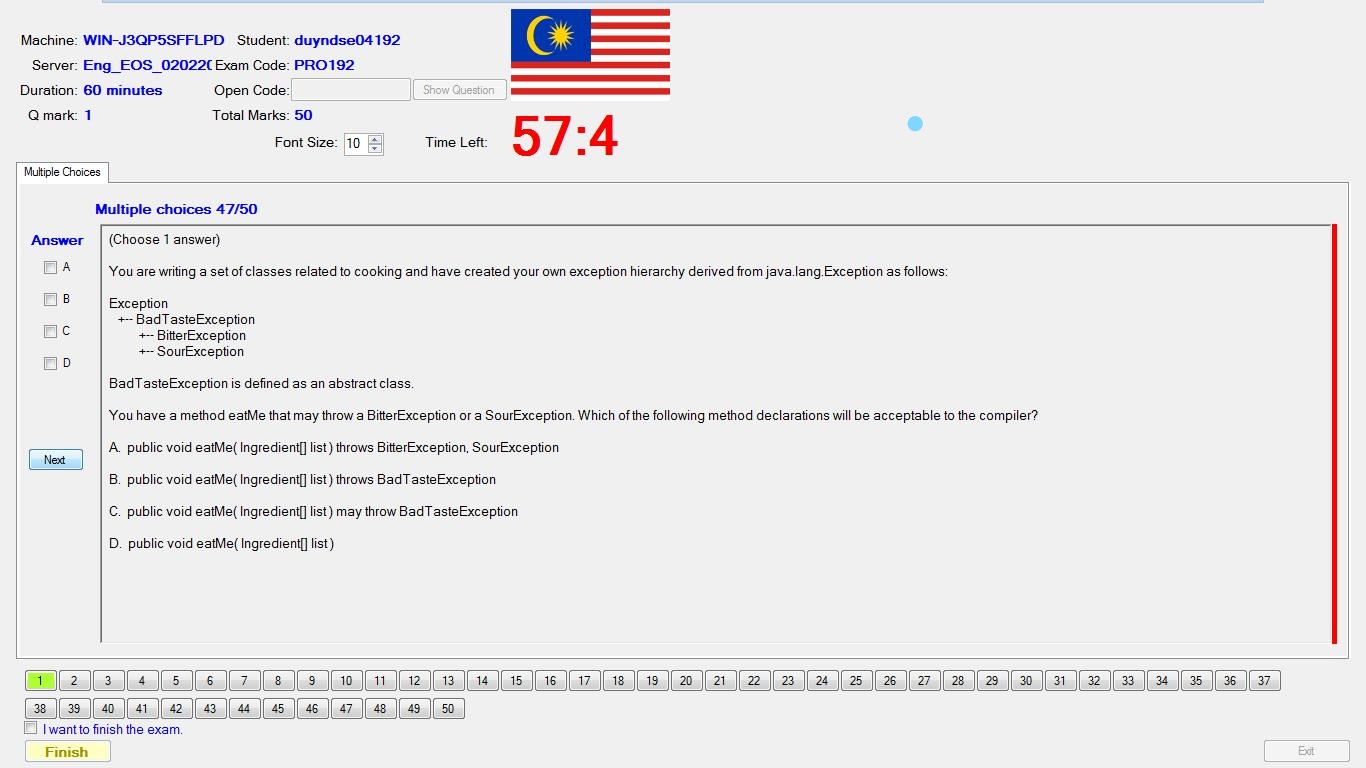 Machine: WIN-J3QP5SFFLPD Student: duyndse04192
Server: Eng_EOS_020220 Exam Code: PRO192
Duration: 60 minutes Open Code: Show Question
Q mark: 1 Total Marks: 50
Font Size: 10 Time Left: 57:4
Multiple Choices
Multiple choices 47/50
Answer
A
B
C
D
Next
(Choose 1 answer)
You are writing a set of classes related to cooking and have created your own exception hierarchy derived from java.lang.Exception as follows:
Exception
+-- BadTasteException
+-- BitterException
+-- SourException
BadTasteException is defined as an abstract class.
You have a method eatMe that may throw a BitterException or a SourException. Which of the following method declarations will be acceptable to the compiler?
A. public void eatMe( Ingredient[] list ) throws BitterException, SourException
B. public void eatMe( Ingredient[] list ) throws BadTasteException
C. public void eatMe( Ingredient[] list ) may throw BadTasteException
D. public void eatMe( Ingredient[] list )
1 2 3 4 5 6 7 8 9 10 11 12 13 14 15 16 17 18 19 20 21 22 23 24 25 26 27 28 29 30 31 32 33 34 35 36 37
38 39 40 41 42 43 44 45 46 47 48 49 50
I want to finish the exam.
Finish Exit